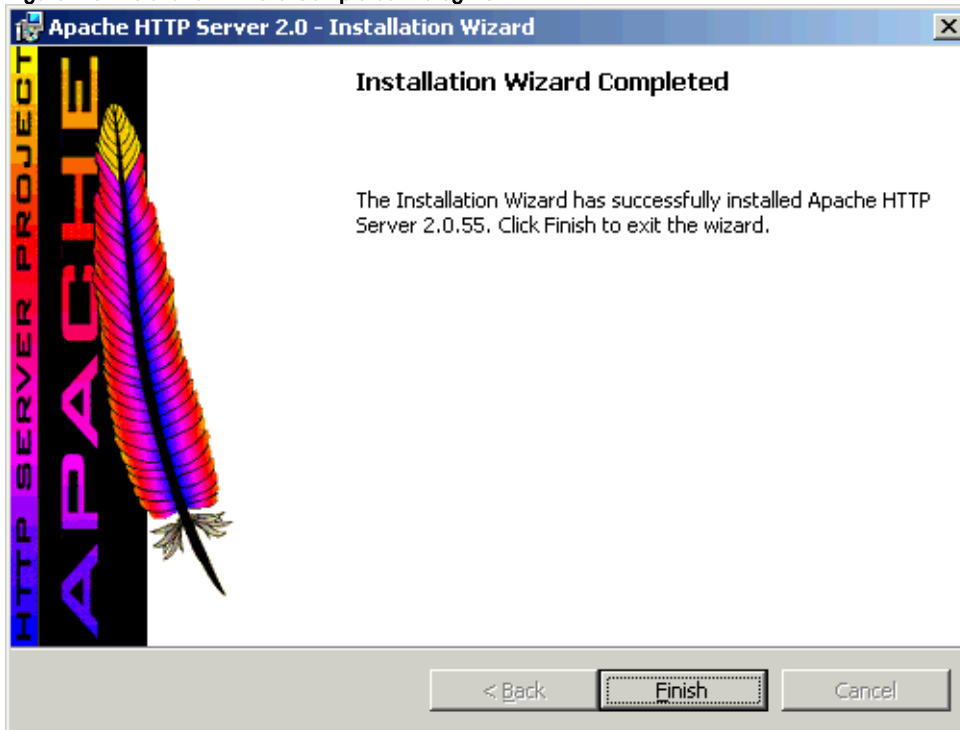 Apache HTTP Server 2.0 - Installation Wizard
HTTP SERVER PROJECT
APACHE
Installation Wizard Completed
The Installation Wizard has successfully installed Apache HTTP
Server 2.0.55. Click Finish to exit the wizard.
< Back
Finish
Cancel